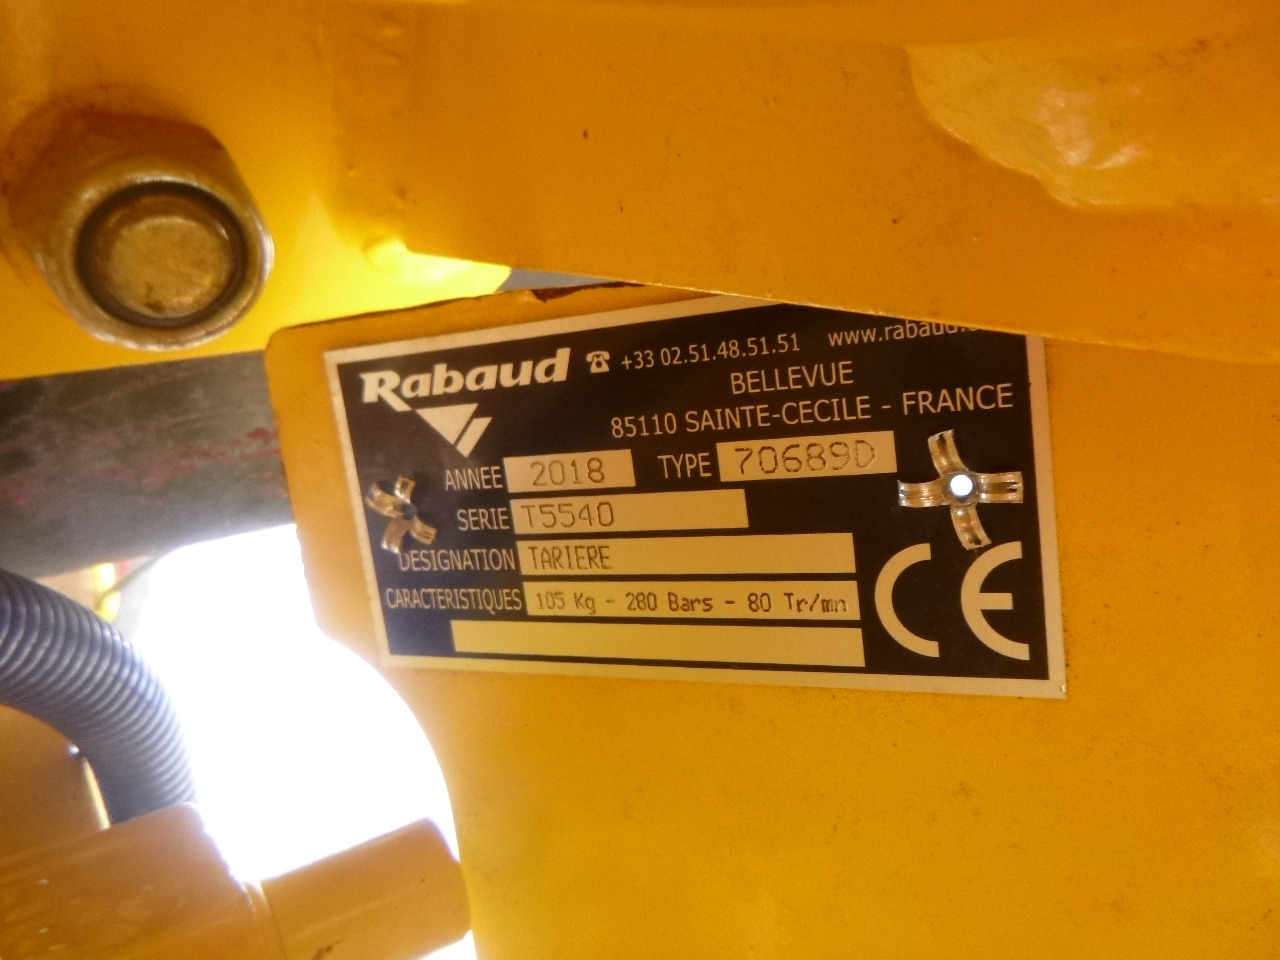 Rabaud ☎ +33 02.51.48.51.51 www.rabaud.
BELLEVUE
85110 SAINTE-CECILE - FRANCE
ANNEE 2018 TYPE 70689D
SERIE T5540
DESIGNATION TARIERE
CARACTERISTIQUES 105 Kg - 280 Bars - 80 Tr/mn
CE